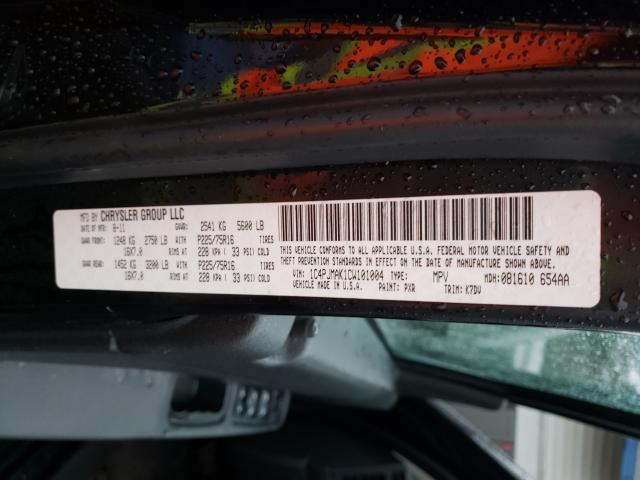 MFD BY CHRYSLER GROUP LLC
DATE OF MFR: 8-11 GVWR: 2541 KG 5600 LB
GAWR FRONT: 1248 KG 2750 LB WITH P225/75R16 TIRES
16X7.0 RIMS AT 228 KPA ( 33 PSI) COLD
GAWR REAR: 1452 KG 3200 LB WITH P225/75R16 TIRES
16X7.0 RIMS AT 228 KPA ( 33 PSI) COLD
THIS VEHICLE CONFORMS TO ALL APPLICABLE U.S.A. FEDERAL MOTOR VEHICLE SAFETY AND
THEFT PREVENTION STANDARDS IN EFFECT ON THE DATE OF MANUFACTURE SHOWN ABOVE.
VIN: 1C4PJMAK1CW101004 TYPE: MPV MDH: 081610 654AA
MADE IN U.S.A. PAINT: PXR TRIM: K7DV